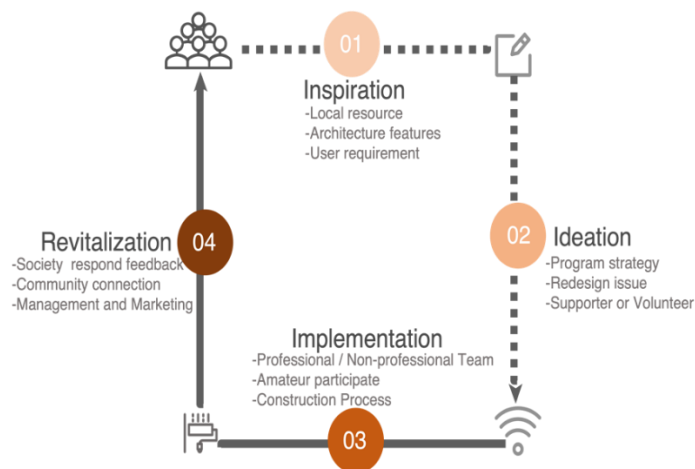 01
Inspiration
-Local resource
-Architecture features
-User requirement
02
Ideation
-Program strategy
-Redesign issue
-Supporter or Volunteer
Implementation
-Professional / Non-professional Team
-Amateur participate
-Construction Process
03
04
Revitalization
-Society respond feedback
-Community connection
-Management and Marketing